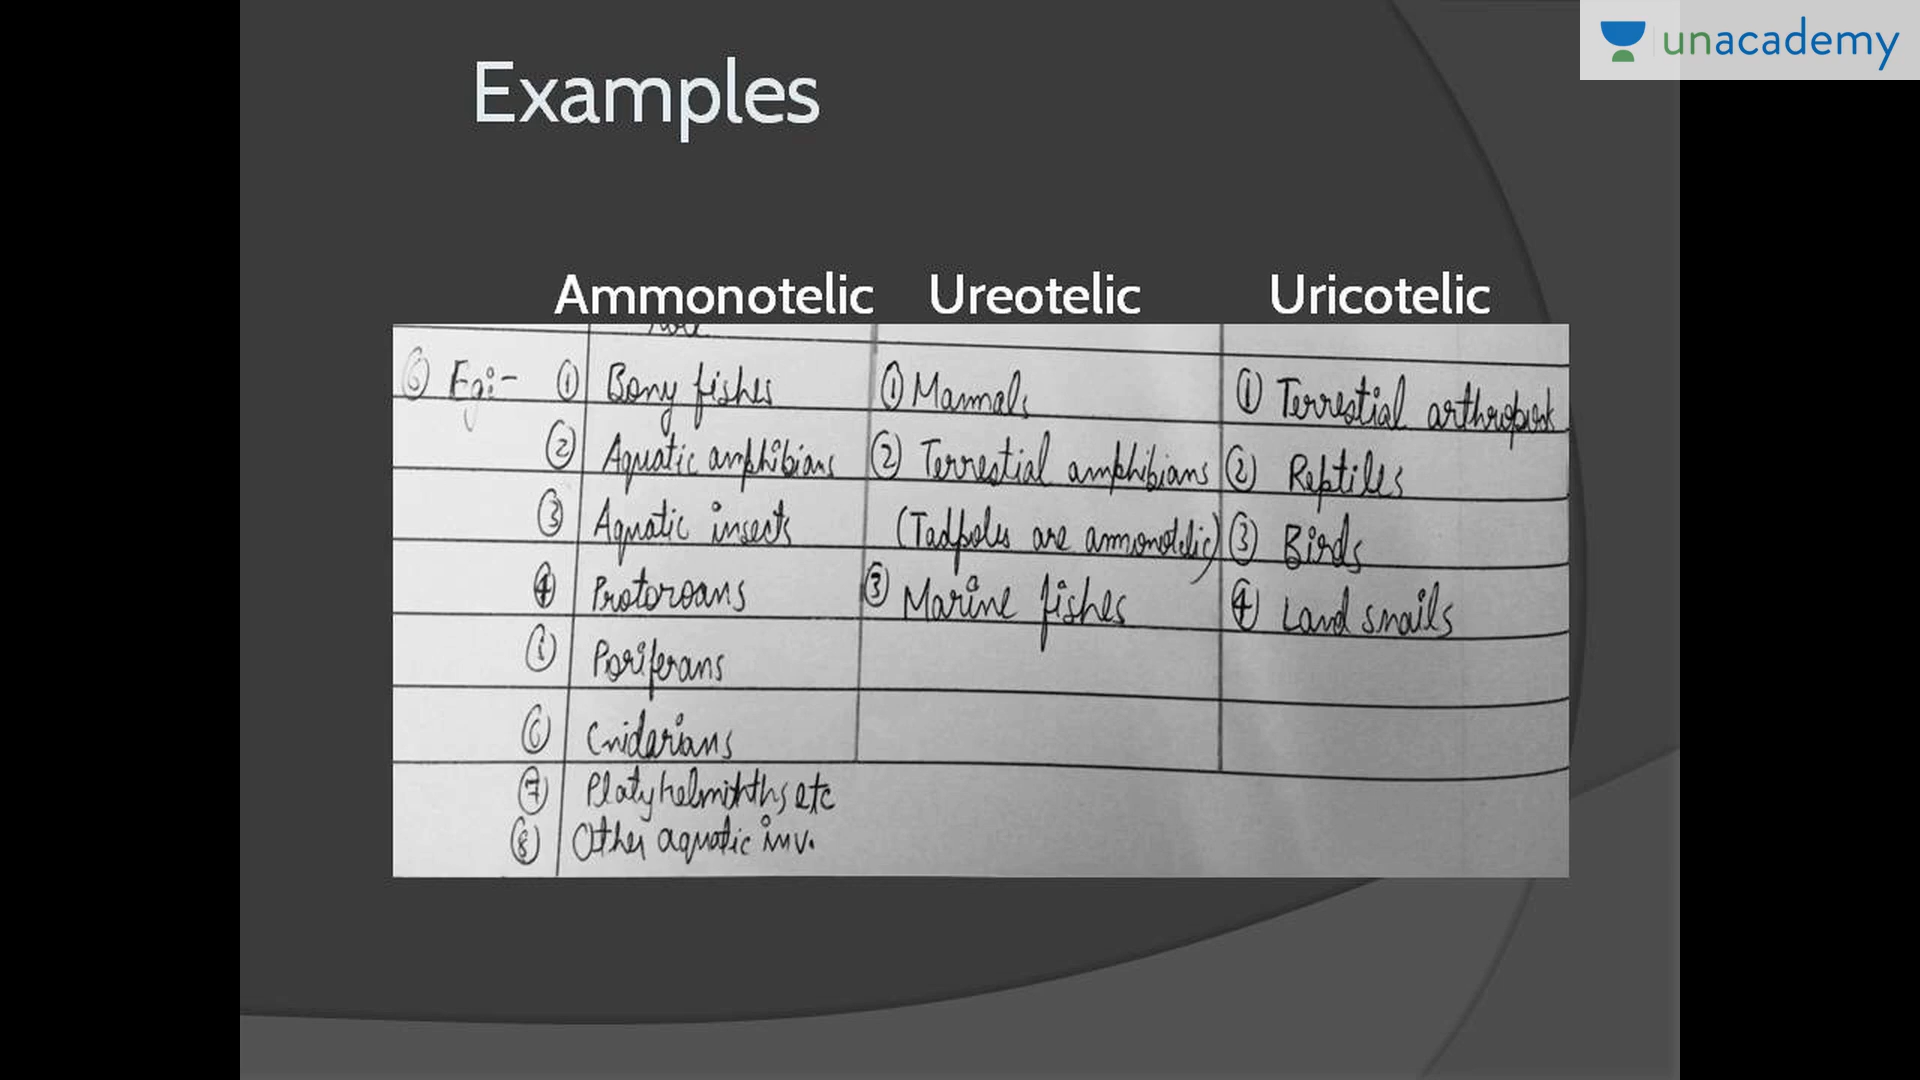 unacademy
Examples
Ammonotelic Ureotelic Uricotelic
⑥ Eg:- ① Bony fishes ① Mammals ① Terrestial arthropods
② Aquatic amphibians ② Terrestial amphibians ② Reptiles
③ Aquatic insects (Tadpoles are ammonotelic) ③ Birds
④ Protozoans ③ Marine fishes ④ Land snails
⑤ Poriferans
⑥ Cnidarians
⑦ Platyhelminths etc
⑧ Other aquatic inv.